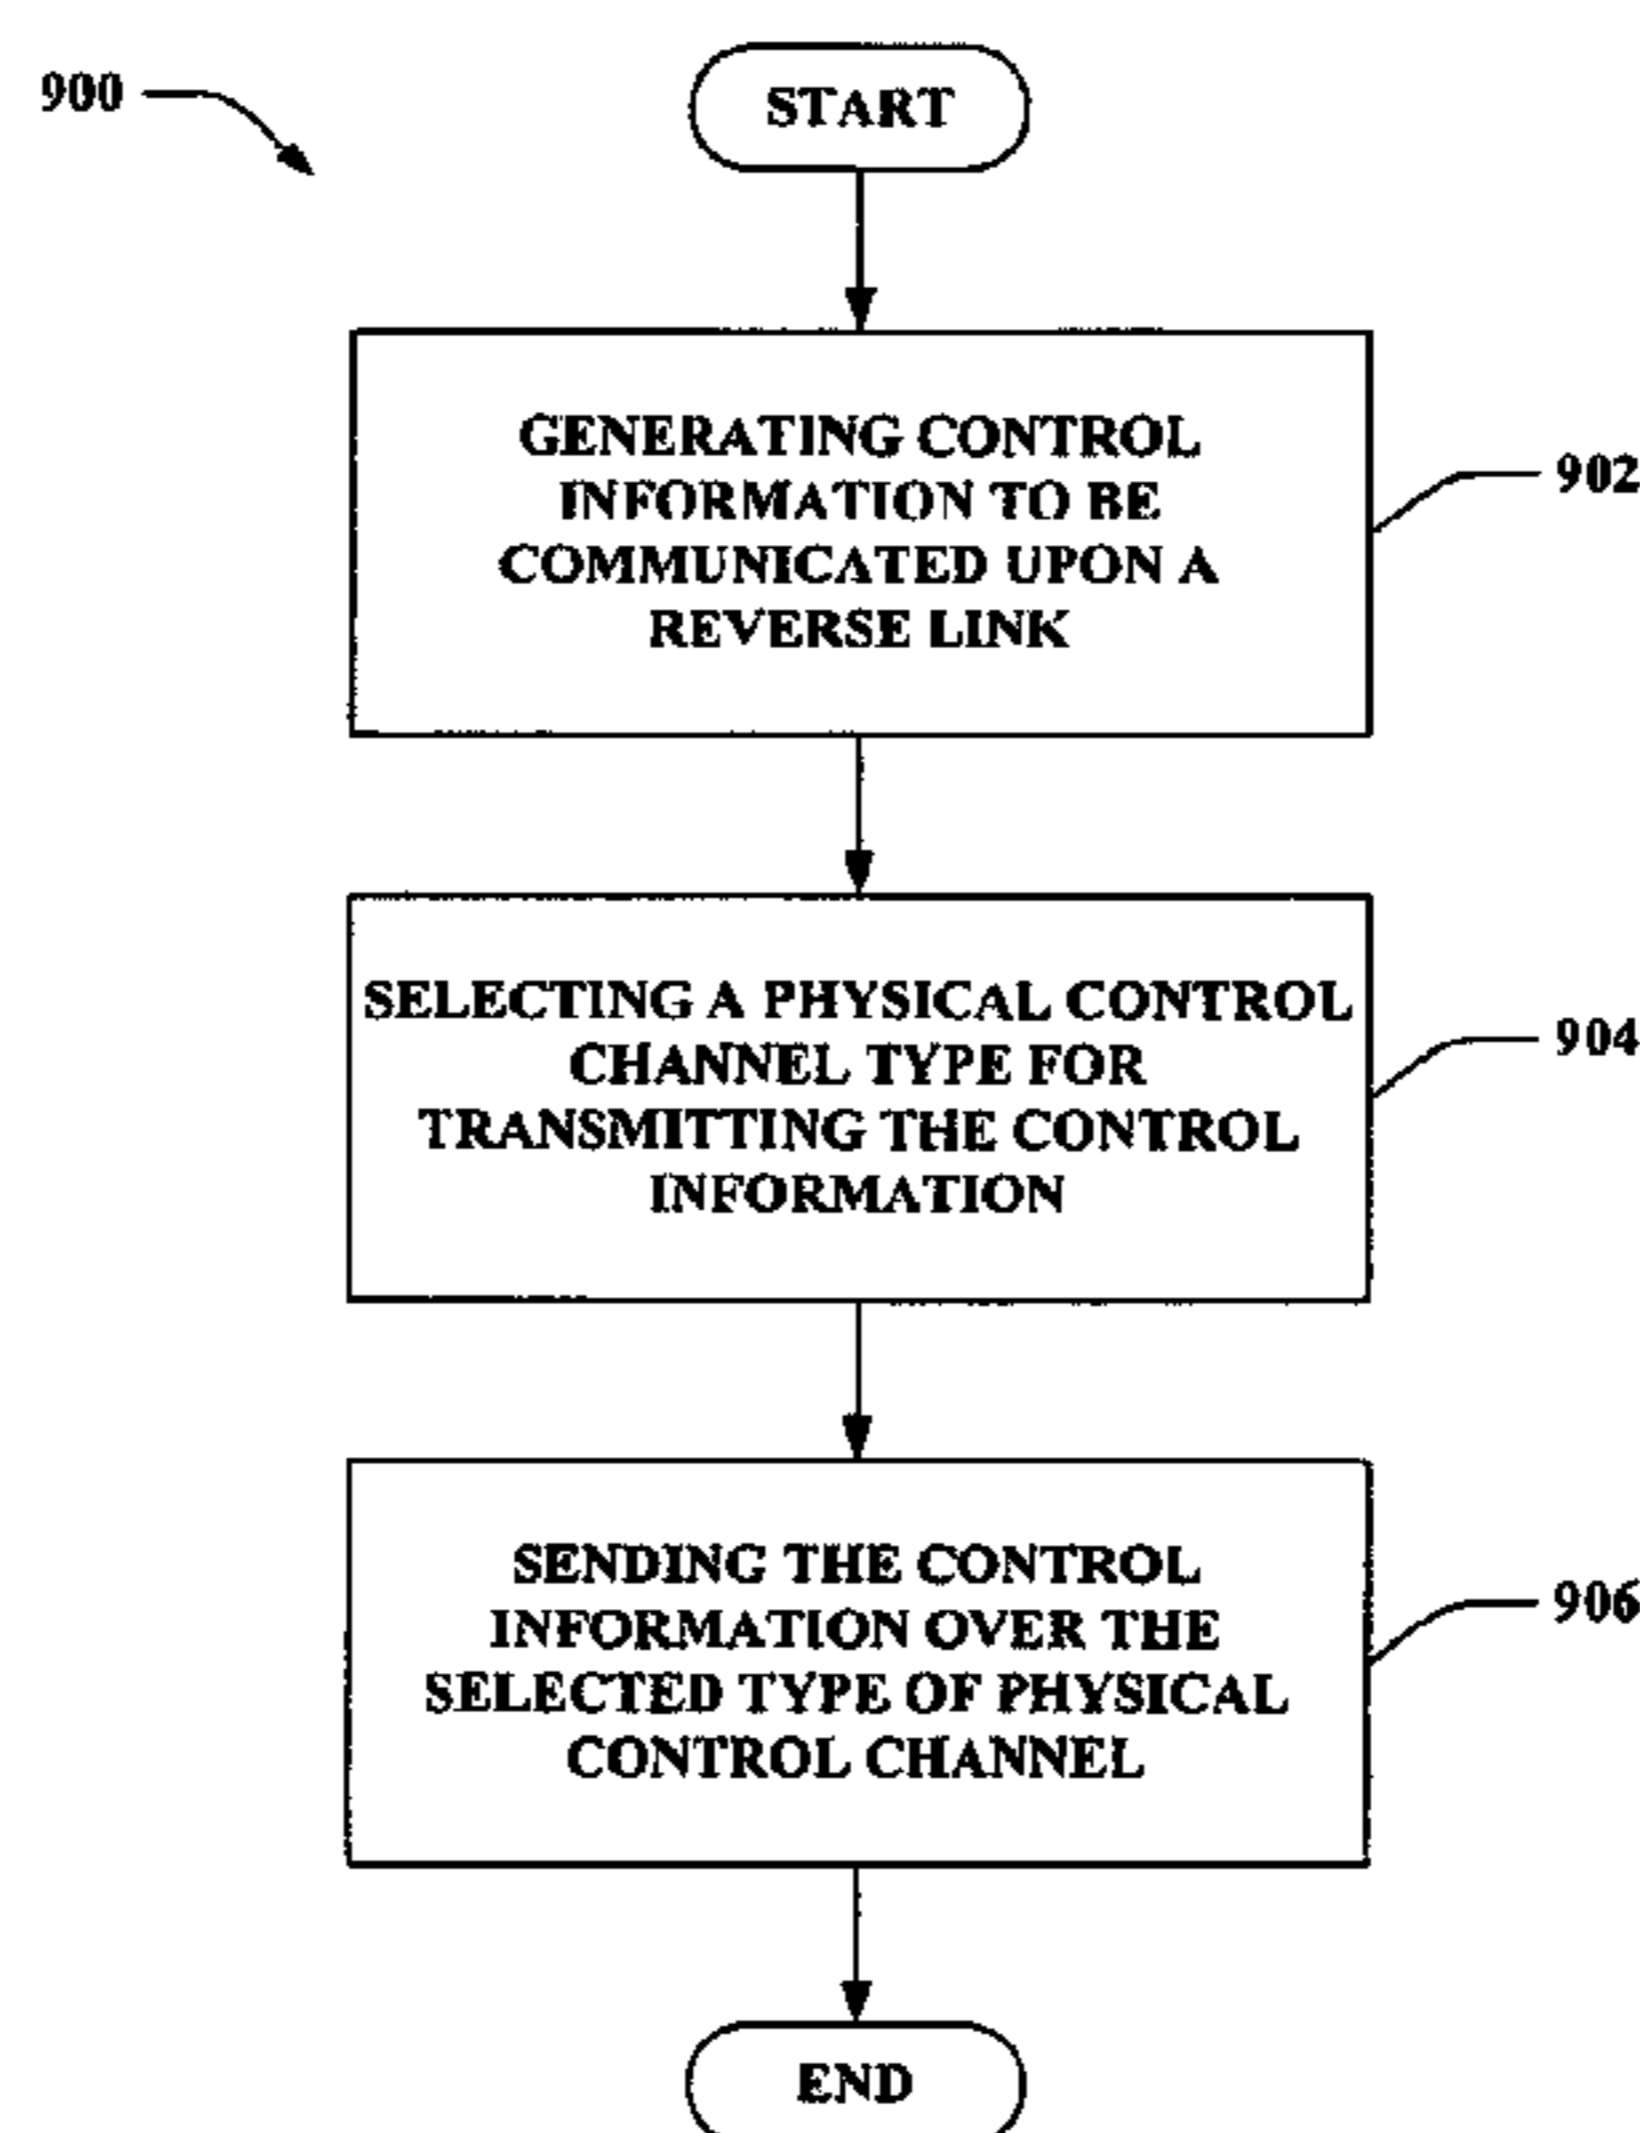 900
START
GENERATING CONTROL
INFORMATION TO BE
COMMUNICATED UPON A
REVERSE LINK
902
SELECTING A PHYSICAL CONTROL
CHANNEL TYPE FOR
TRANSMITTING THE CONTROL
INFORMATION
904
SENDING THE CONTROL
INFORMATION OVER THE
SELECTED TYPE OF PHYSICAL
CONTROL CHANNEL
906
END